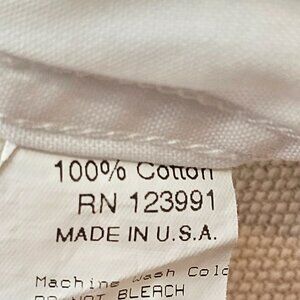 100% Cotton
RN 123991
MADE IN U.S.A.
Machine Wash Cold
DO NOT BLEACH